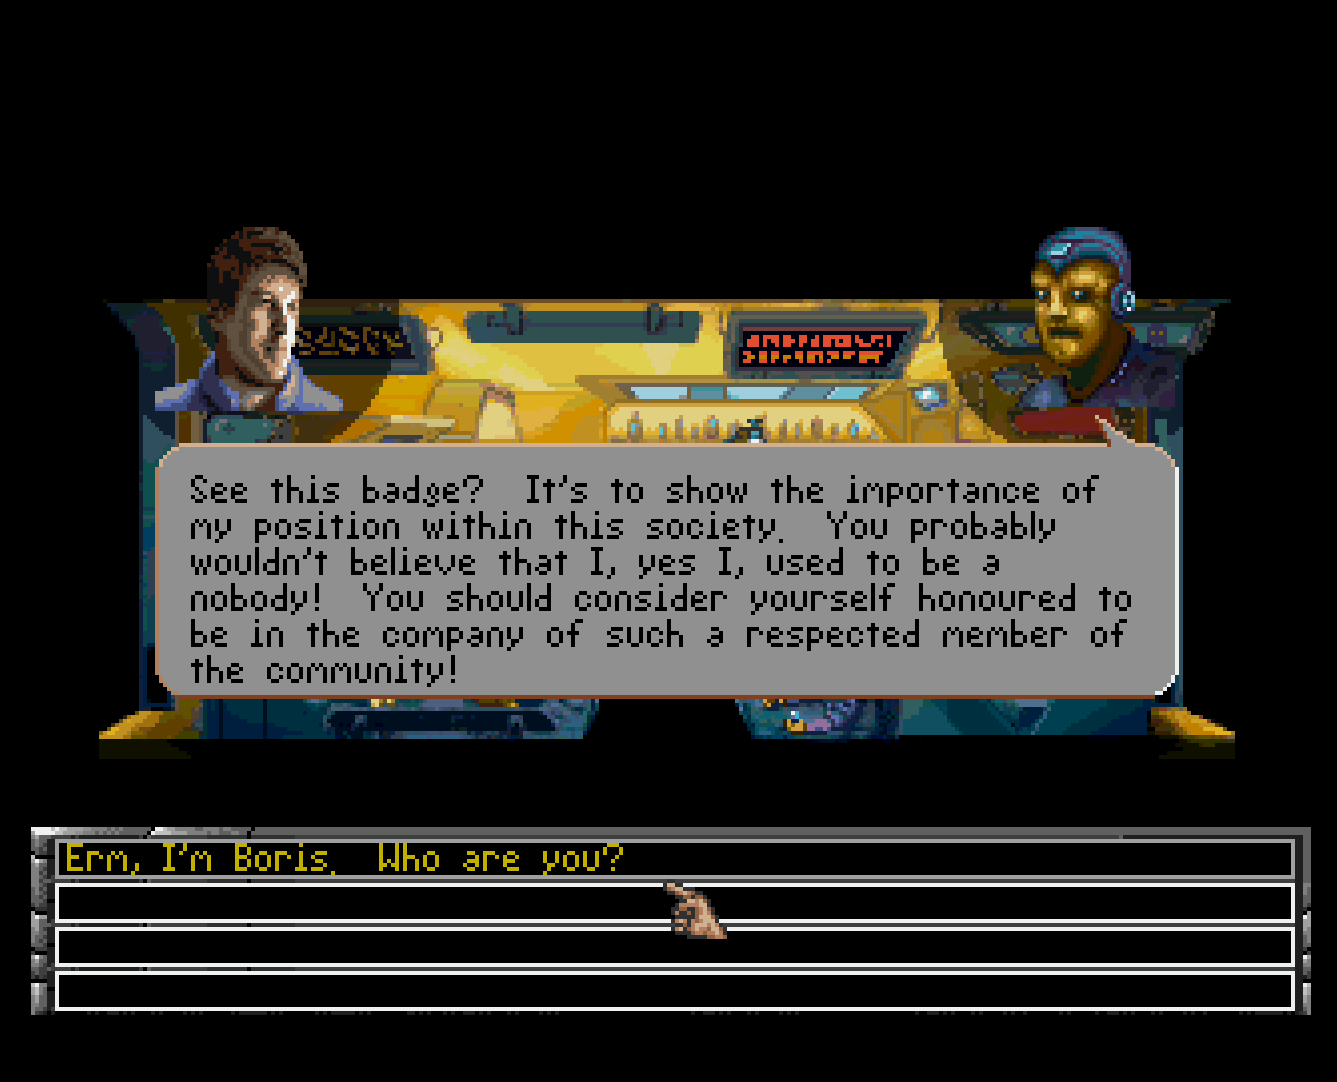 See this badge?  It's to show the importance of
my position within this society.  You probably
wouldn't believe that I, yes I, used to be a
nobody!  You should consider yourself honoured to
be in the company of such a respected member of
the community!
Erm, I'm Boris.  Who are you?